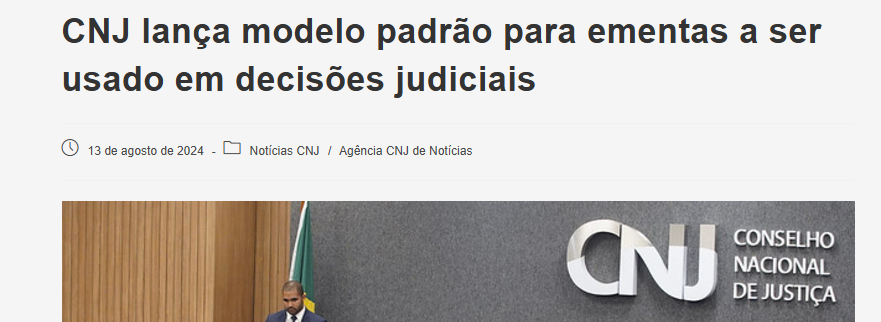 CNJ lança modelo padrão para ementas a ser
usado em decisões judiciais
13 de agosto de 2024 - Notícias CNJ / Agência CNJ de Notícias
CNJ CONSELHO
NACIONAL
DE JUSTIÇA